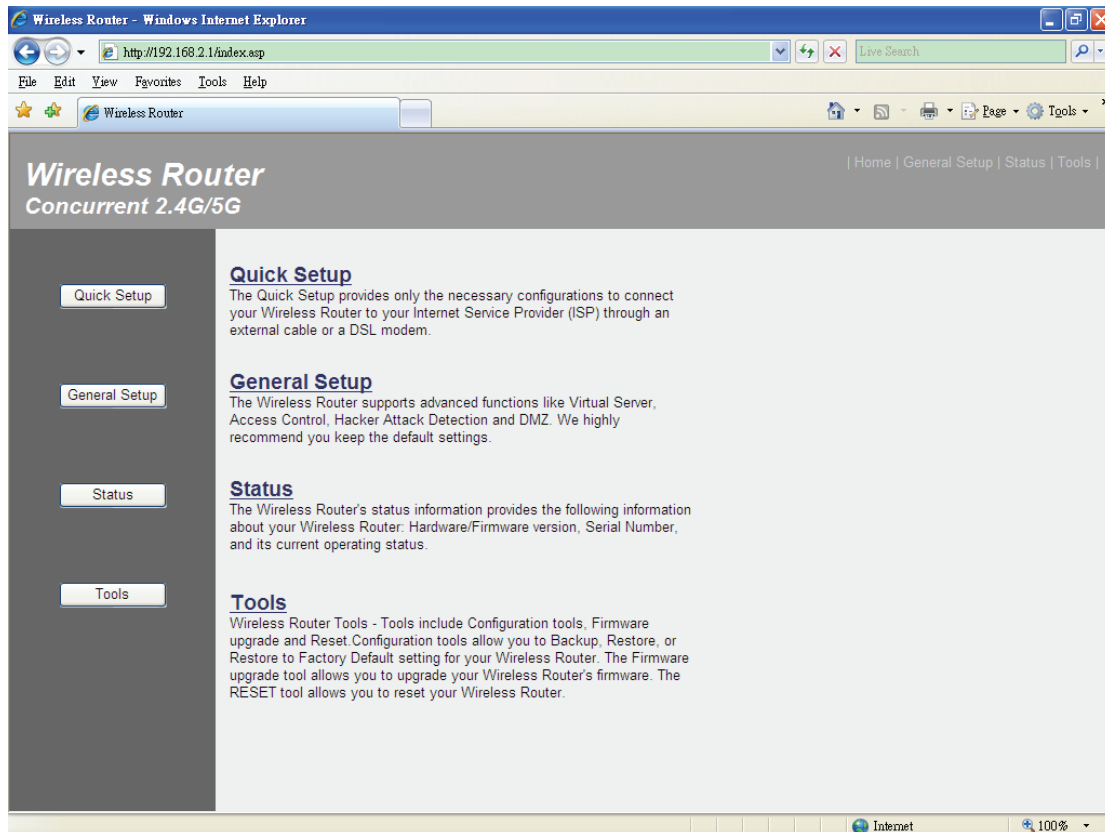 Wireless Router - Windows Internet Explorer
http://192.168.2.1/index.asp
Live Search
File Edit View Favorites Tools Help
Wireless Router
Page Tools
Wireless Router
Concurrent 2.4G/5G
| Home | General Setup | Status | Tools |
Quick Setup
Quick Setup
The Quick Setup provides only the necessary configurations to connect
your Wireless Router to your Internet Service Provider (ISP) through an
external cable or a DSL modem.
General Setup
General Setup
The Wireless Router supports advanced functions like Virtual Server,
Access Control, Hacker Attack Detection and DMZ. We highly
recommend you keep the default settings.
Status
Status
The Wireless Router's status information provides the following information
about your Wireless Router: Hardware/Firmware version, Serial Number,
and its current operating status.
Tools
Tools
Wireless Router Tools - Tools include Configuration tools, Firmware
upgrade and Reset.Configuration tools allow you to Backup, Restore, or
Restore to Factory Default setting for your Wireless Router. The Firmware
upgrade tool allows you to upgrade your Wireless Router's firmware. The
RESET tool allows you to reset your Wireless Router.
Internet
100%